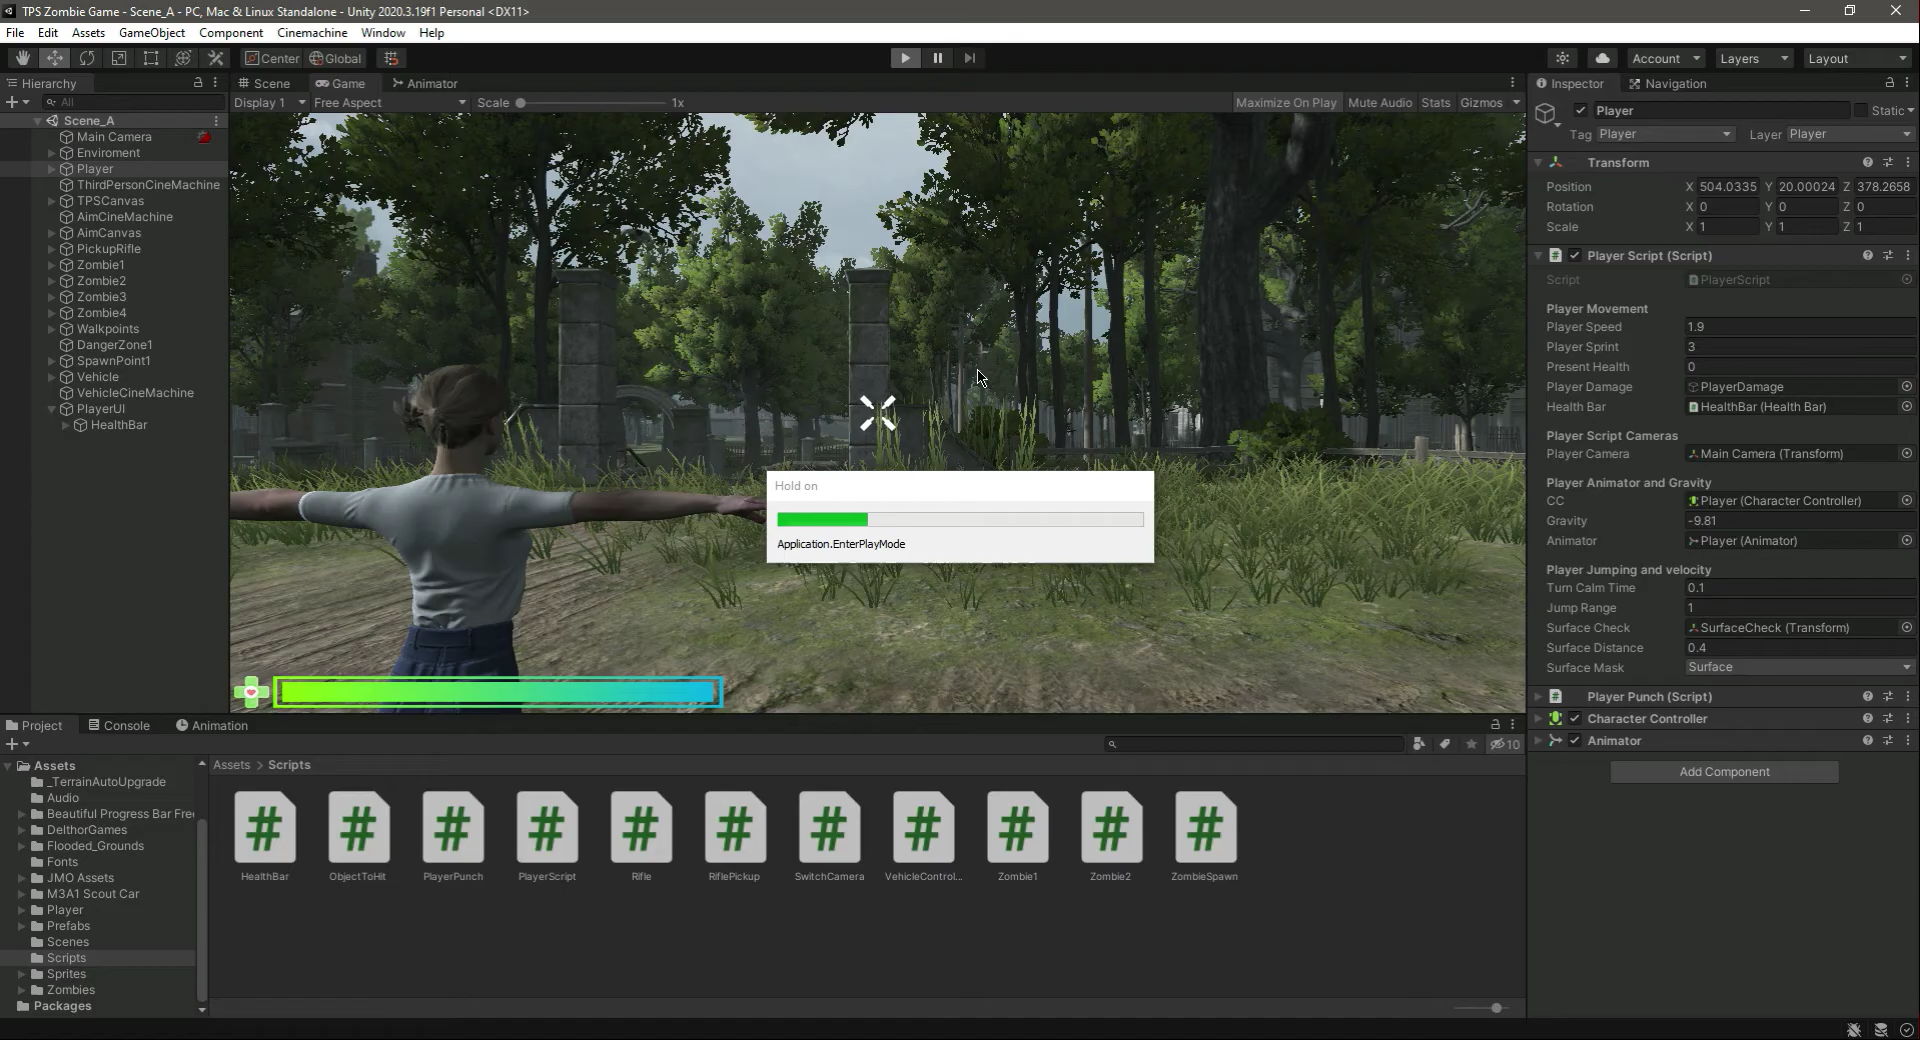 TPS Zombie Game - Scene_A - PC, Mac & Linux Standalone - Unity 2020.3.19f1 Personal <DX11>
File Edit Assets GameObject Component Cinemachine Window Help
Center Global Account Layers Layout
Hierarchy
All
Scene_A
Main Camera
Enviroment
Player
ThirdPersonCineMachine
TPSCanvas
AimCineMachine
AimCanvas
PickupRifle
Zombie1
Zombie2
Zombie3
Zombie4
Walkpoints
DangerZone1
SpawnPoint1
Vehicle
VehicleCineMachine
PlayerUI
HealthBar
Scene Game Animator
Display 1 Free Aspect Scale 1x Maximize On Play Mute Audio Stats Gizmos
Hold on
Application.EnterPlayMode
Inspector Navigation
Player Static
Tag Player Layer Player
Transform
Position X 504.0335 Y 20.00024 Z 378.2658
Rotation X 0 Y 0 Z 0
Scale X 1 Y 1 Z 1
Player Script (Script)
Script PlayerScript
Player Movement
Player Speed 1.9
Player Sprint 3
Present Health 0
Player Damage PlayerDamage
Health Bar HealthBar (Health Bar)
Player Script Cameras
Player Camera Main Camera (Transform)
Player Animator and Gravity
CC Player (Character Controller)
Gravity -9.81
Animator Player (Animator)
Player Jumping and velocity
Turn Calm Time 0.1
Jump Range 1
Surface Check SurfaceCheck (Transform)
Surface Distance 0.4
Surface Mask Surface
Player Punch (Script)
Character Controller
Animator
Add Component
Project Console Animation
10
Assets
_TerrainAutoUpgrade
Audio
Beautiful Progress Bar Fre
DelthorGames
Flooded_Grounds
Fonts
JMO Assets
M3A1 Scout Car
Player
Prefabs
Scenes
Scripts
Sprites
Zombies
Packages
Assets > Scripts
HealthBar ObjectToHit PlayerPunch PlayerScript Rifle RiflePickup SwitchCamera VehicleControl... Zombie1 Zombie2 ZombieSpawn